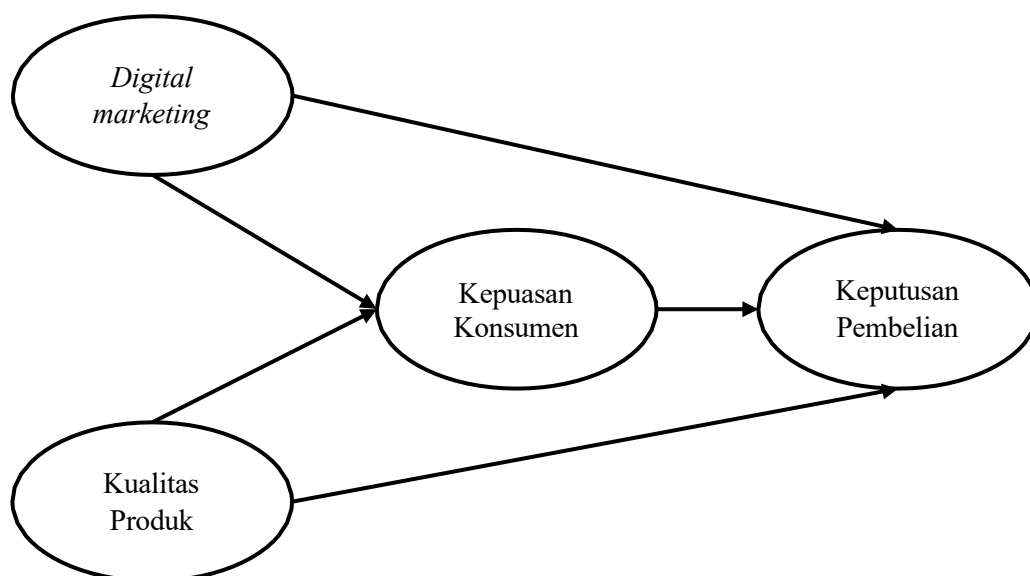 Digital
marketing
Kepuasan
Konsumen
Keputusan
Pembelian
Kualitas
Produk